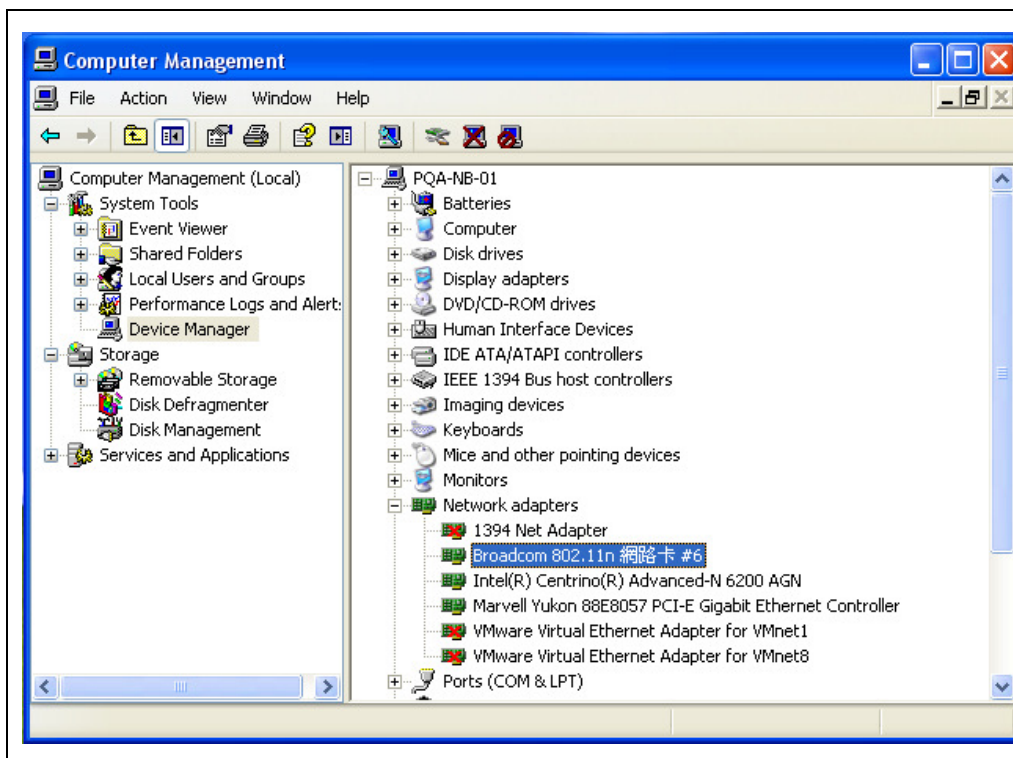 Computer Management
File Action View Window Help
Computer Management (Local)
System Tools
Event Viewer
Shared Folders
Local Users and Groups
Performance Logs and Alert:
Device Manager
Storage
Removable Storage
Disk Defragmenter
Disk Management
Services and Applications
PQA-NB-01
Batteries
Computer
Disk drives
Display adapters
DVD/CD-ROM drives
Human Interface Devices
IDE ATA/ATAPI controllers
IEEE 1394 Bus host controllers
Imaging devices
Keyboards
Mice and other pointing devices
Monitors
Network adapters
1394 Net Adapter
Broadcom 802.11n 網路卡 #6
Intel(R) Centrino(R) Advanced-N 6200 AGN
Marvell Yukon 88E8057 PCI-E Gigabit Ethernet Controller
VMware Virtual Ethernet Adapter for VMnet1
VMware Virtual Ethernet Adapter for VMnet8
Ports (COM & LPT)